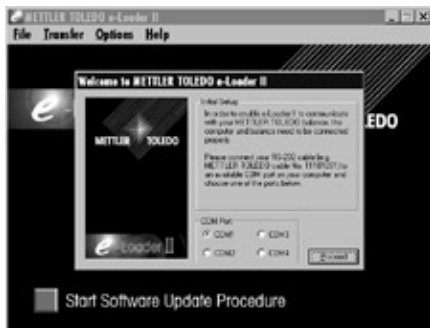 METTLER TOLEDO e-Loader II
File Transfer Options Help
Welcome to METTLER TOLEDO e-Loader II
e
LEDO
METTLER TOLEDO
e-Loader II
Initial Setup
In order to enable e-Loader II to communicate
with your METTLER TOLEDO balance, the
computer and balance need to be connected
properly.
Please connect your RS-232 cable (e.g.
METTLER TOLEDO cable No. 11101051) to
an available COM port on your computer and
choose one of the ports below.
COM Port
COM1 COM3
COM2 COM4
Proceed
Start Software Update Procedure